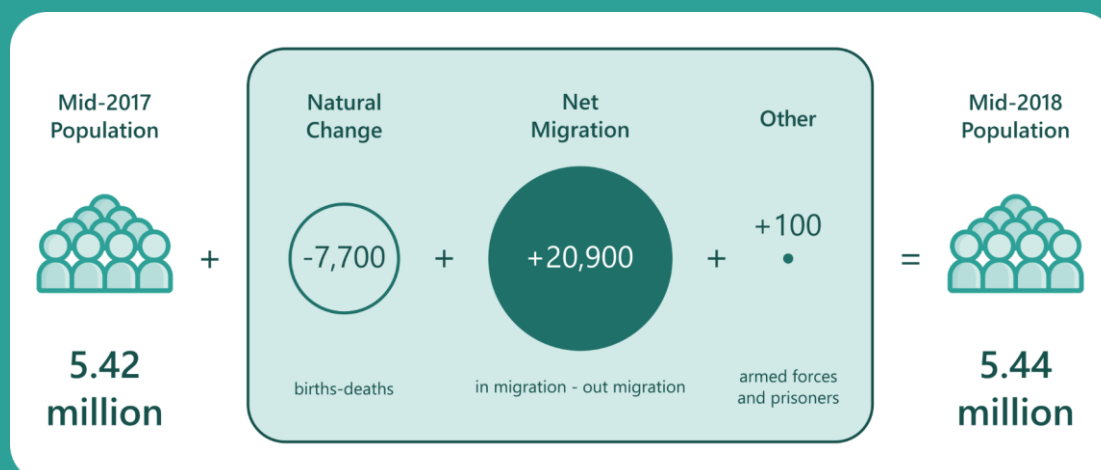 Mid-2017
Population
5.42
million
+
Natural
Change
-7,700
births-deaths
+
Net
Migration
+20,900
in migration - out migration
+
Other
+100
armed forces
and prisoners
=
Mid-2018
Population
5.44
million